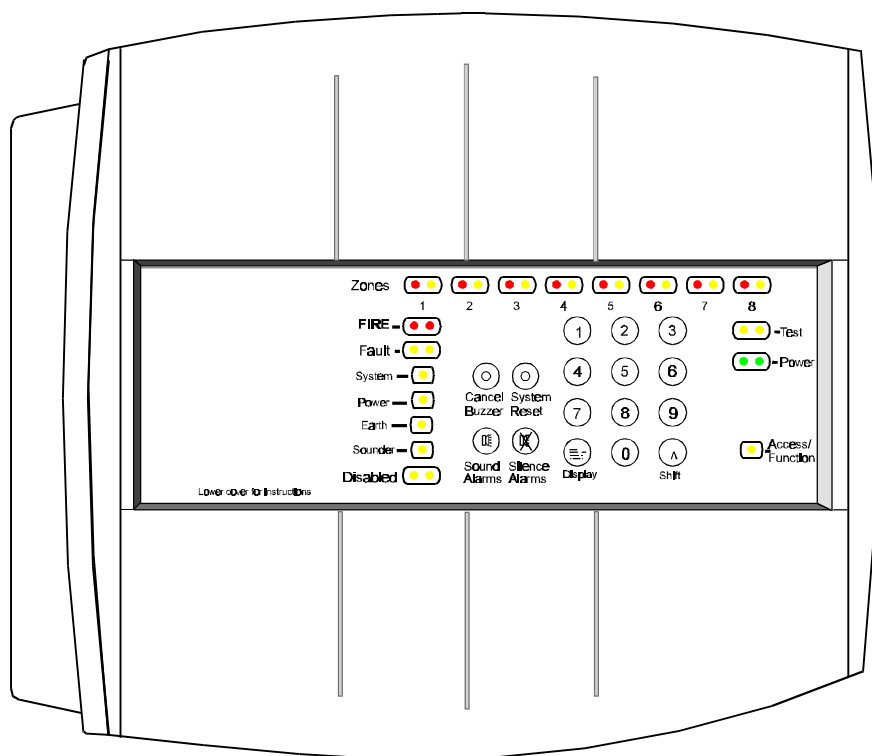 Zones
1 2 3 4 5 6 7 8
FIRE
Fault
System
Power
Earth
Sounder
Disabled
Lower cover for instructions
Cancel
Buzzer
System
Reset
Sound
Alarms
Silence
Alarms
1 2 3
4 5 6
7 8 9
0 ^
Display
Shift
Test
Power
Access/
Function